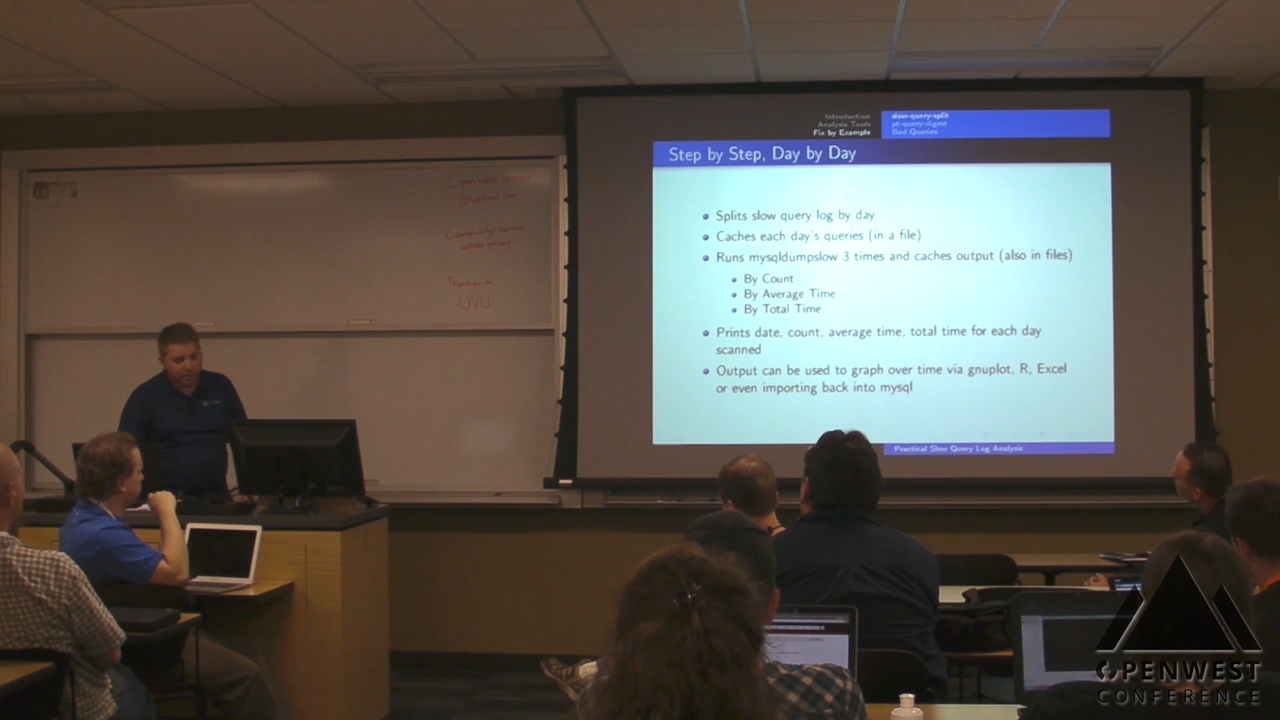 Introduction
Analysis Tools
Fix by Example
slow-query-split
pt-query-digest
Bad Queries
Step by Step, Day by Day
Splits slow query log by day
Caches each day's queries (in a file)
Runs mysqldumpslow 3 times and caches output (also in files)
By Count
By Average Time
By Total Time
Prints date, count, average time, total time for each day
scanned
Output can be used to graph over time via gnuplot, R, Excel
or even importing back into mysql
Practical Slow Query Log Analysis
Community Sponsor
UVU
OPENWEST
CONFERENCE